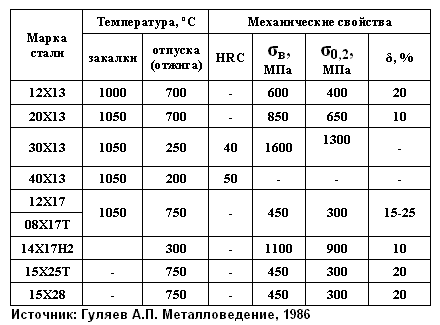 Марка стали Температура, °С Механические свойства
закалки отпуска (отжига) HRC σв, МПа σ0,2, МПа δ, %
12Х13 1000 700 - 600 400 20
20Х13 1050 700 - 850 650 10
30Х13 1050 250 40 1600 1300 -
40Х13 1050 200 50 - - -
12Х17 1050 750 - 450 300 15-25
08Х17Т
14Х17Н2 300 - 1100 900 10
15Х25Т - 750 - 450 300 20
15Х28 - 750 - 450 300 20
Источник: Гуляев А.П. Металловедение, 1986